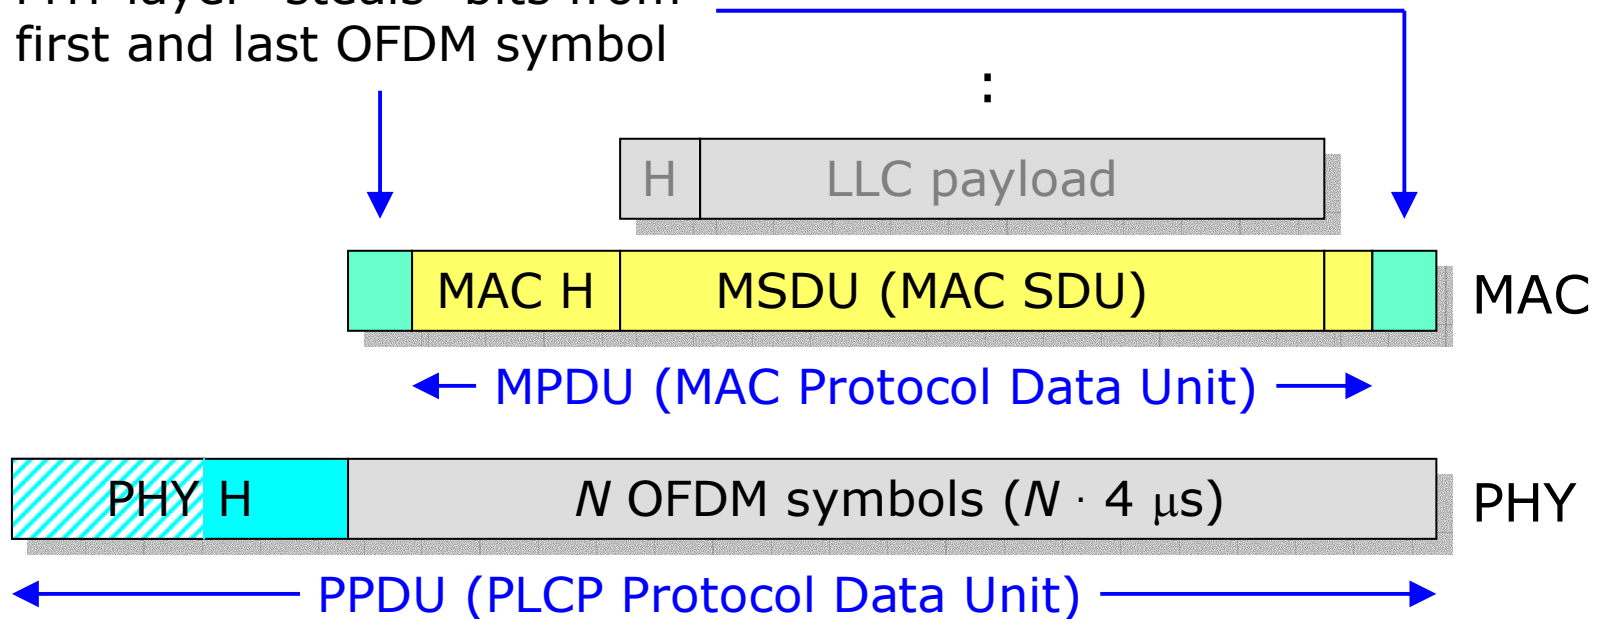 first and last OFDM symbol
:
H LLC payload
MAC H MSDU (MAC SDU) MAC
MPDU (MAC Protocol Data Unit)
PHY H N OFDM symbols (N · 4 μs) PHY
PPDU (PLCP Protocol Data Unit)